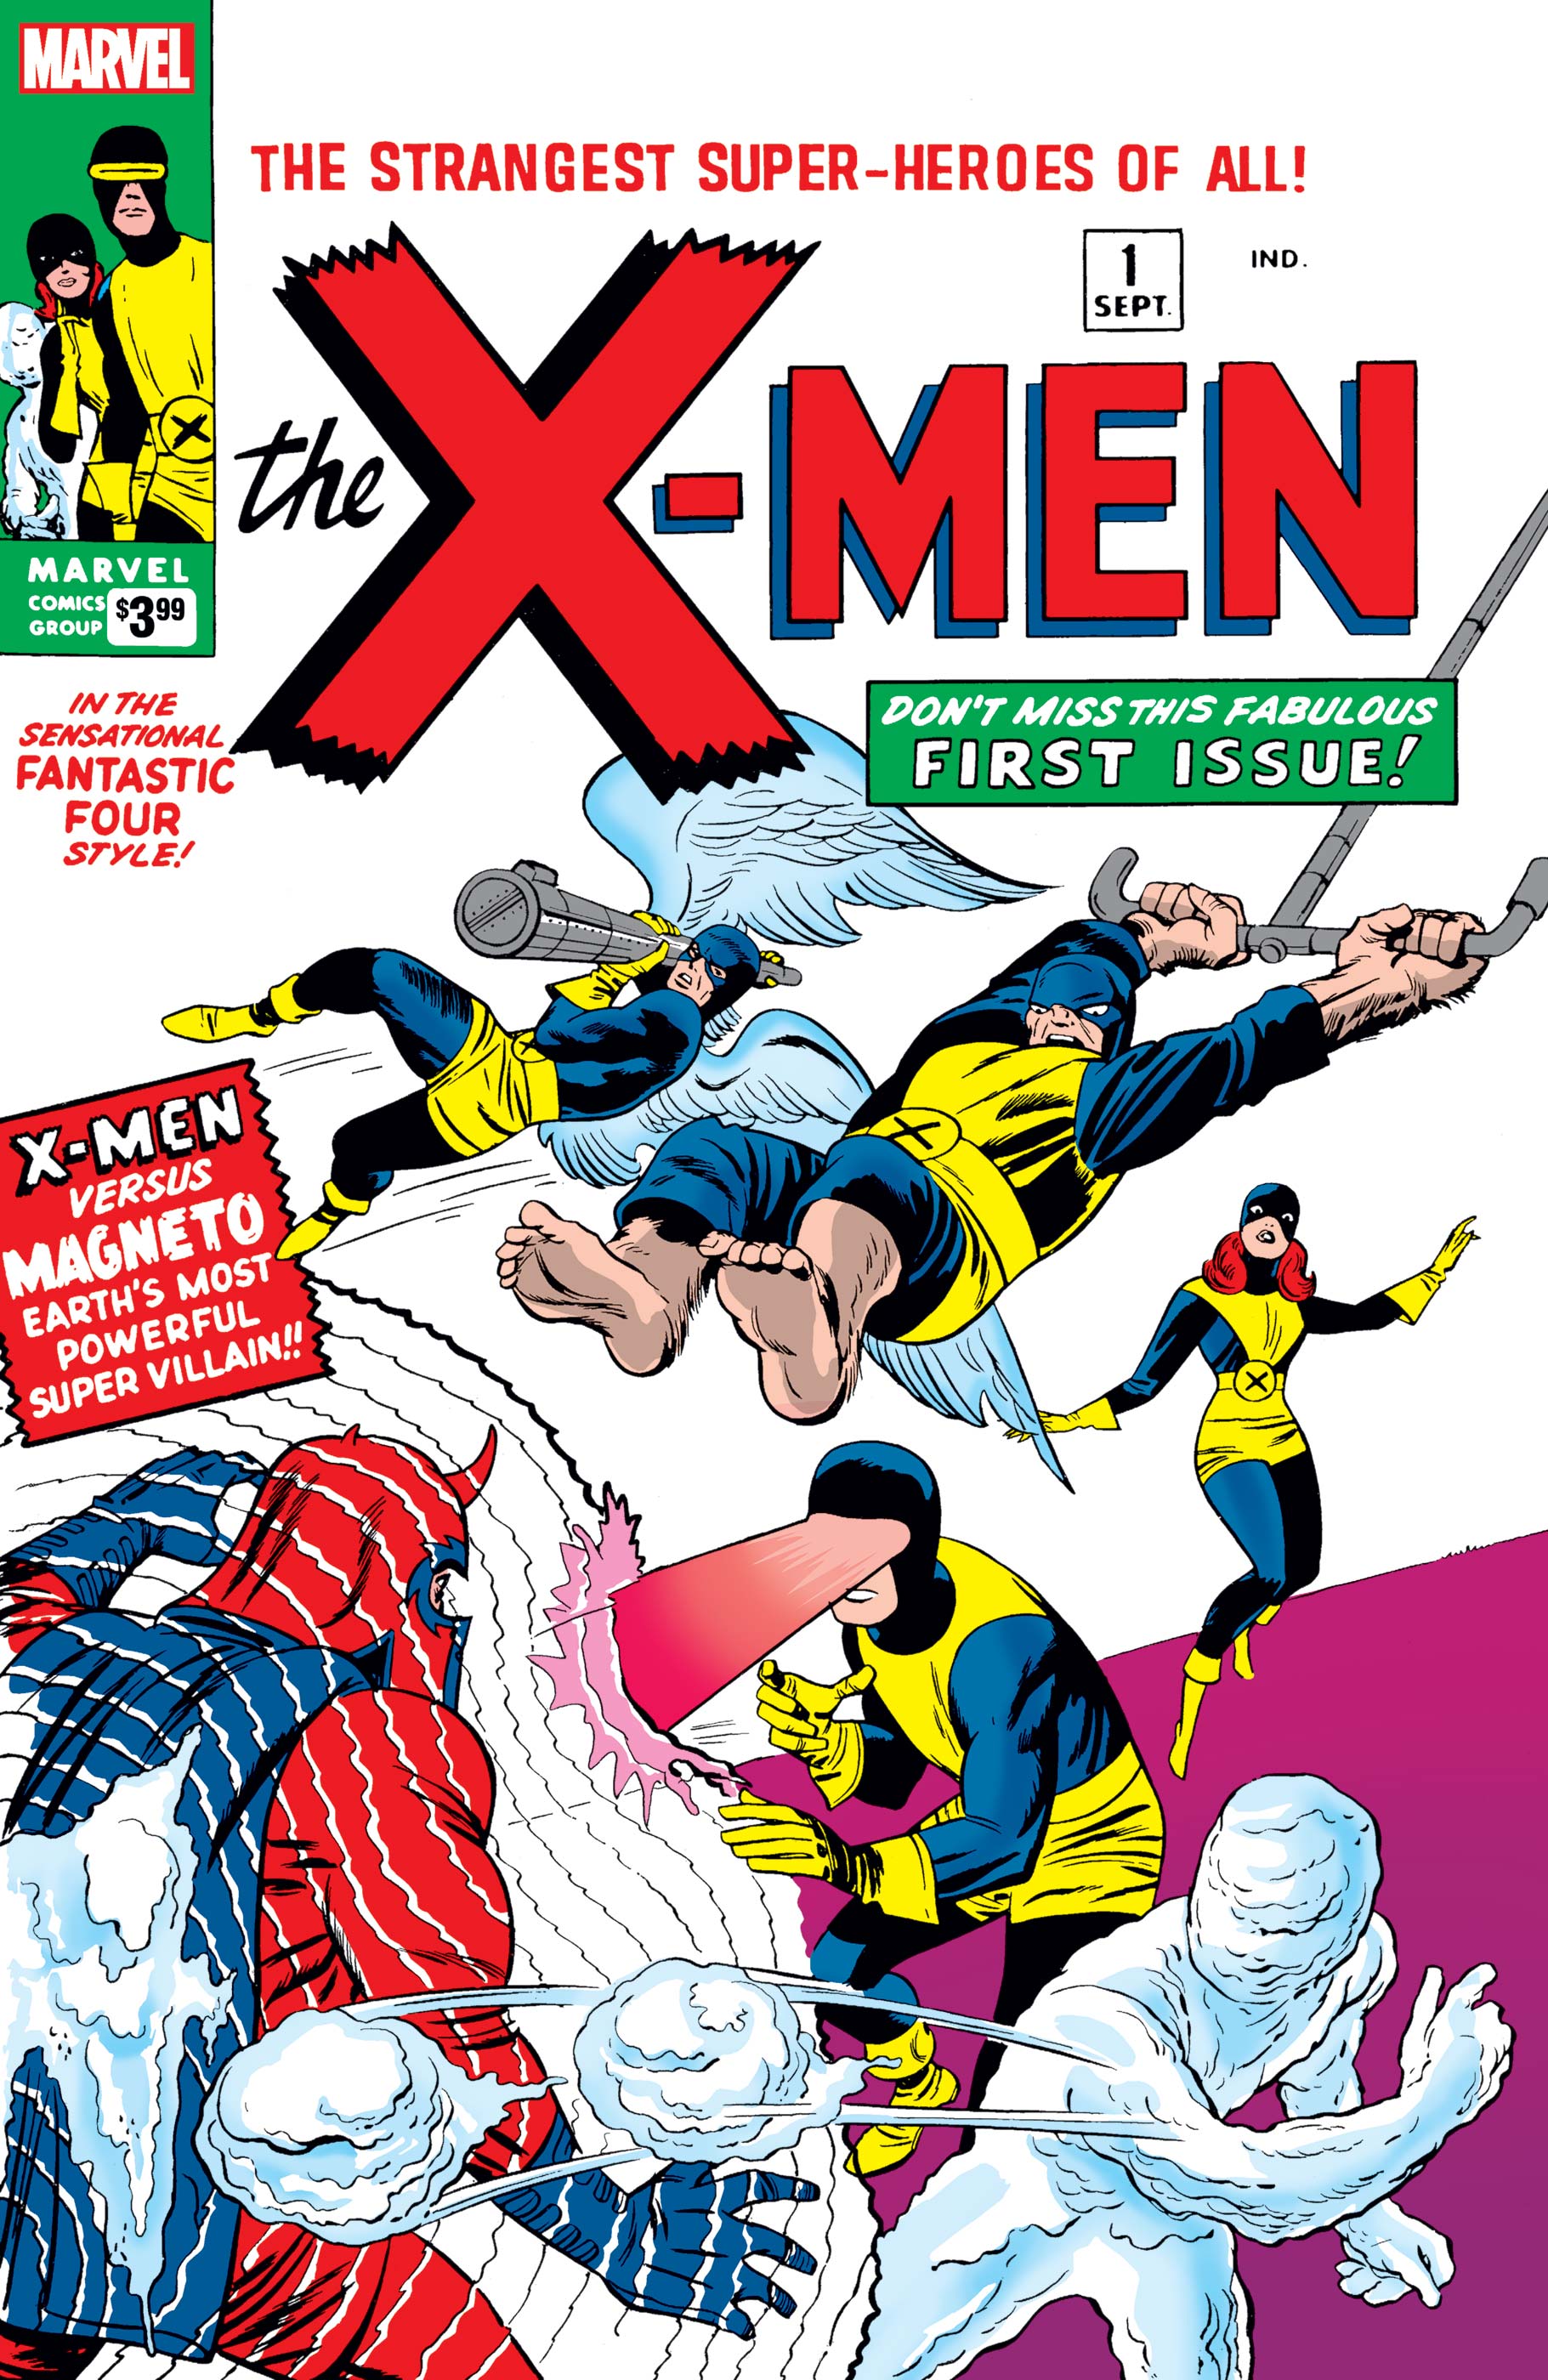 MARVEL
THE STRANGEST SUPER-HEROES OF ALL!
1
SEPT.
IND.
the X-MEN
MARVEL
COMICS
GROUP
$3.99
IN THE
SENSATIONAL
FANTASTIC
FOUR
STYLE!
DON'T MISS THIS FABULOUS
FIRST ISSUE!
X-MEN
VERSUS
MAGNETO
EARTH'S MOST
POWERFUL
SUPER VILLAIN!!
X
X
X
X